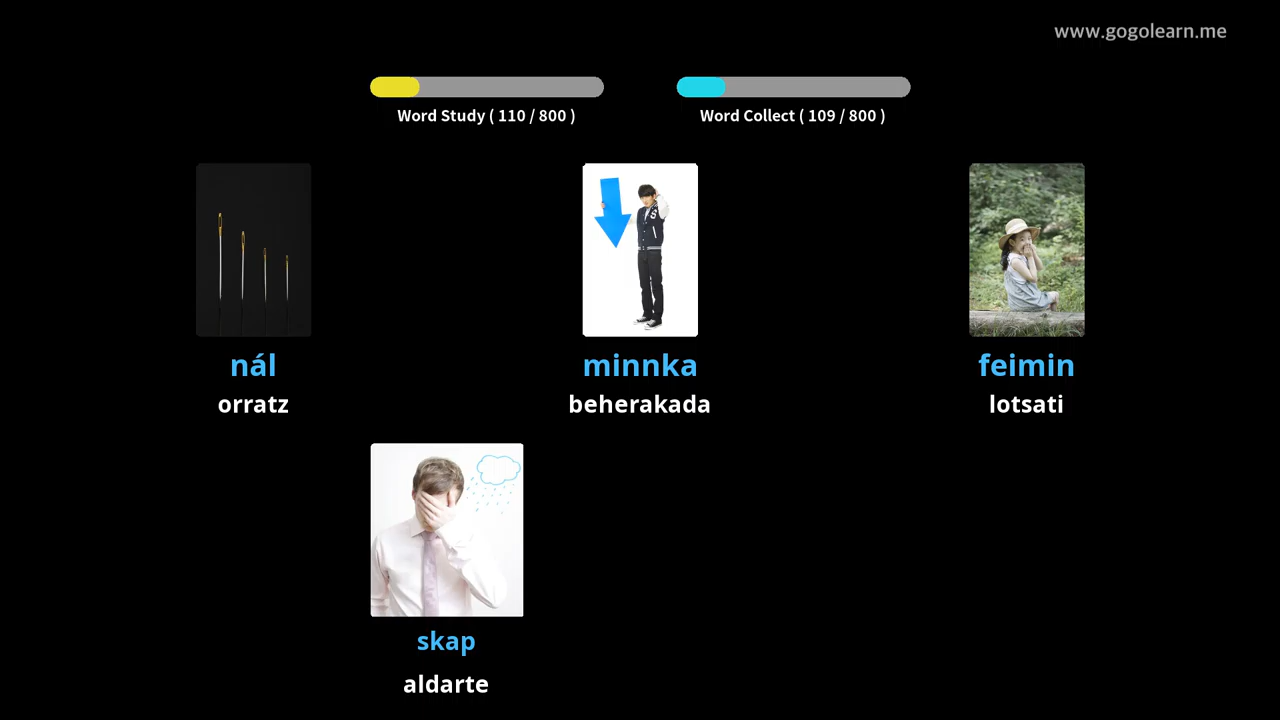 www.gogolearn.me
Word Study ( 110 / 800 )
Word Collect ( 109 / 800 )
nál
orratz
minnka
beherakada
feimin
lotsati
skap
aldarte